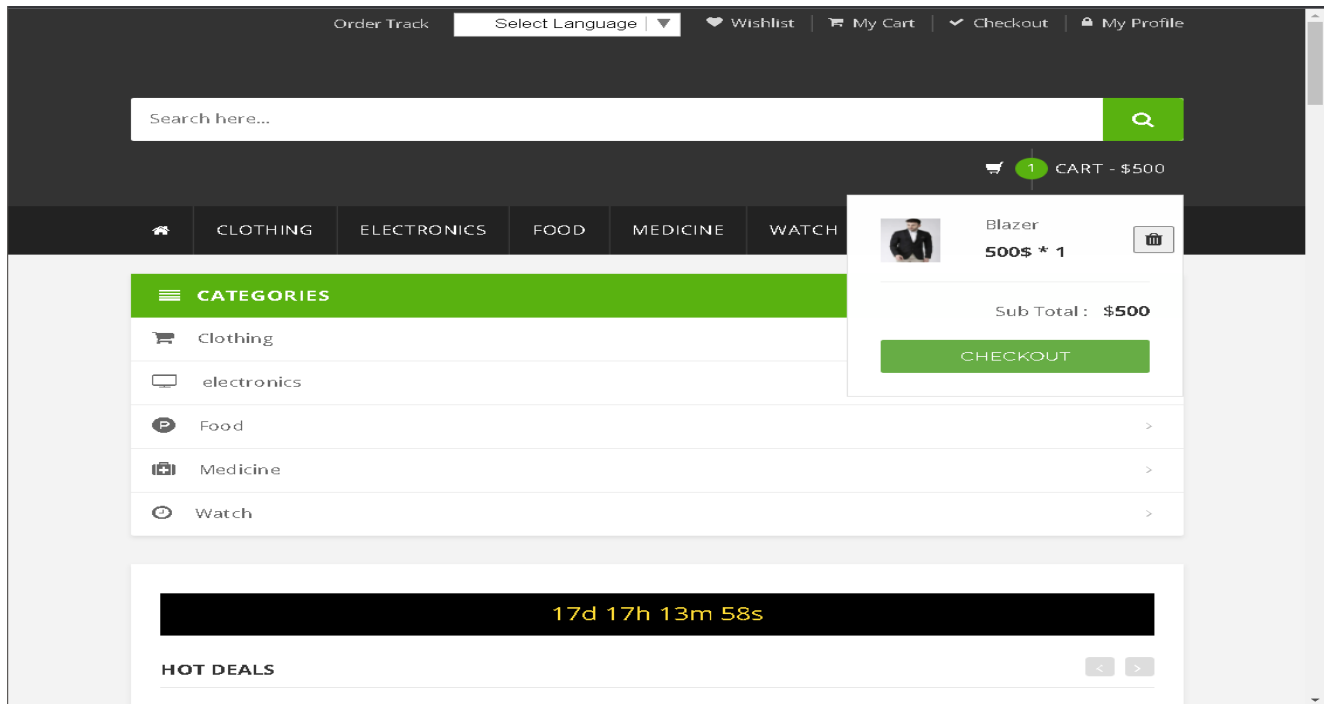 Order Track Select Language ▼ Wishlist My Cart Checkout My Profile
Search here...
1 CART - $500
CLOTHING ELECTRONICS FOOD MEDICINE WATCH
Blazer
500$ * 1
Sub Total : $500
CHECKOUT
CATEGORIES
Clothing
electronics
Food >
Medicine >
Watch >
17d 17h 13m 58s
HOT DEALS < >